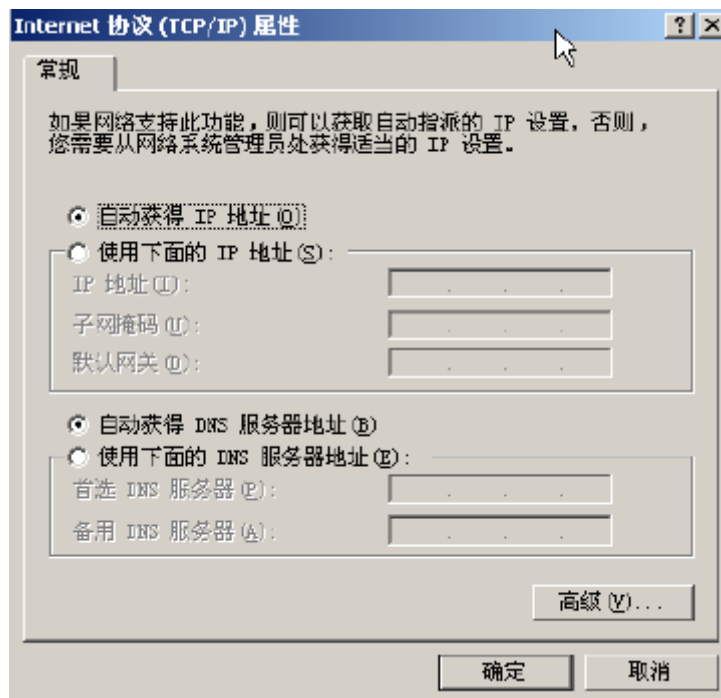 Internet 协议 (TCP/IP) 属性
常规
如果网络支持此功能，则可以获取自动指派的 IP 设置。否则，
您需要从网络系统管理员处获得适当的 IP 设置。
自动获得 IP 地址(O)
使用下面的 IP 地址(S):
IP 地址(I):
子网掩码(U):
默认网关(D):
自动获得 DNS 服务器地址(B)
使用下面的 DNS 服务器地址(E):
首选 DNS 服务器(P):
备用 DNS 服务器(A):
高级(V)...
确定
取消